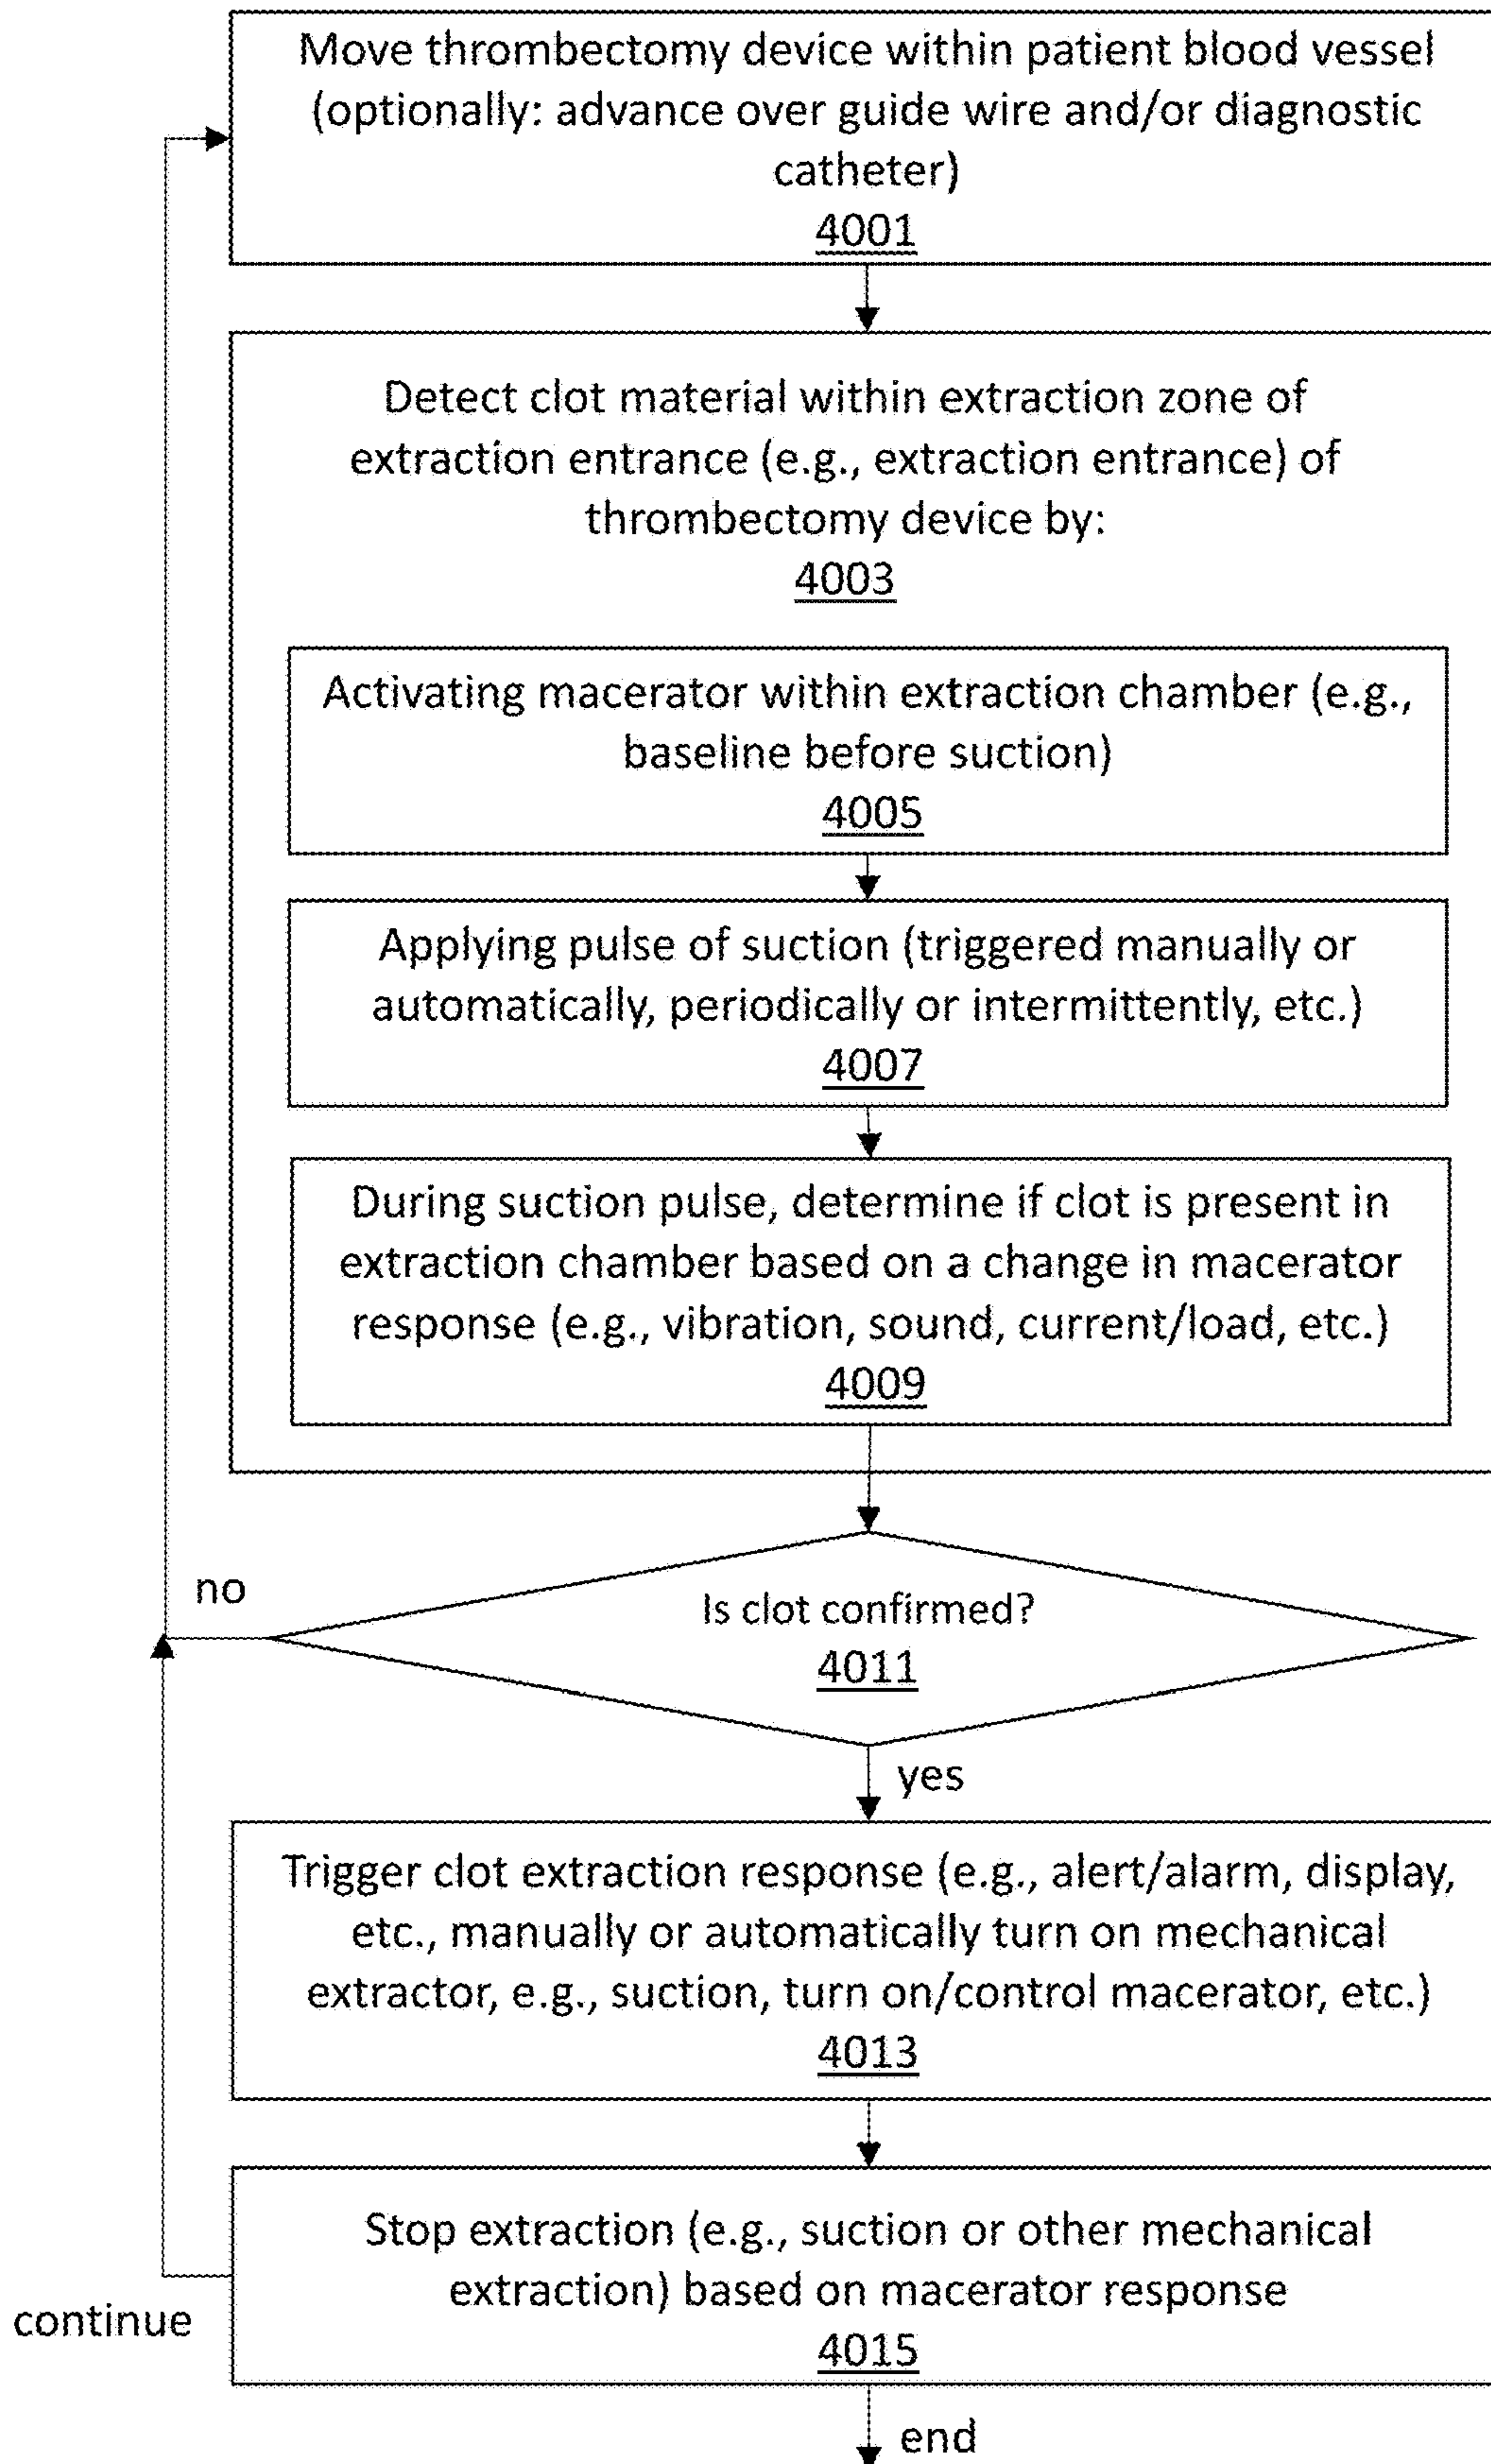 Move thrombectomy device within patient blood vessel
(optionally: advance over guide wire and/or diagnostic
catheter)
4001
Detect clot material within extraction zone of
extraction entrance (e.g., extraction entrance) of
thrombectomy device by:
4003
Activating macerator within extraction chamber (e.g.,
baseline before suction)
4005
Applying pulse of suction (triggered manually or
automatically, periodically or intermittently, etc.)
4007
During suction pulse, determine if clot is present in
extraction chamber based on a change in macerator
response (e.g., vibration, sound, current/load, etc.)
4009
no
Is clot confirmed?
4011
yes
Trigger clot extraction response (e.g., alert/alarm, display,
etc., manually or automatically turn on mechanical
extractor, e.g., suction, turn on/control macerator, etc.)
4013
Stop extraction (e.g., suction or other mechanical
extraction) based on macerator response
4015
continue
end